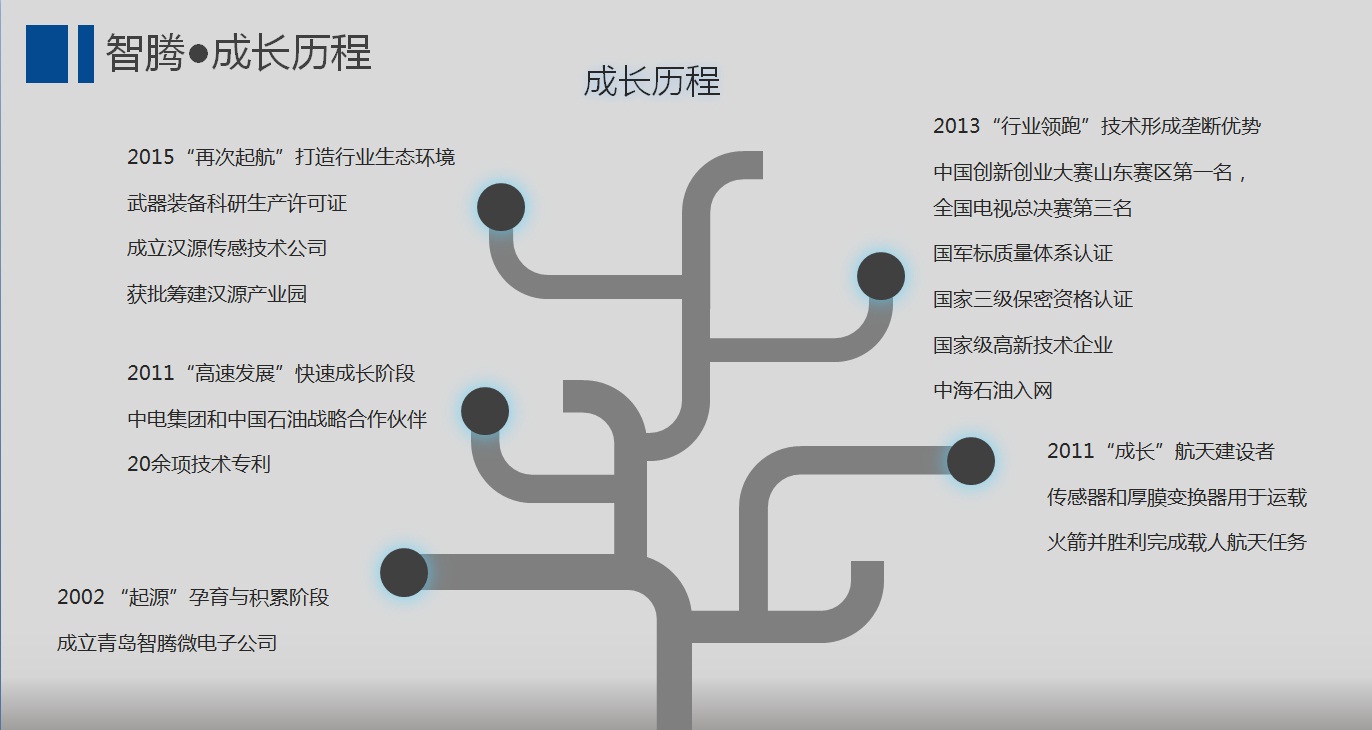 智腾●成长历程
成长历程
2015“再次起航”打造行业生态环境
武器装备科研生产许可证
成立汉源传感技术公司
获批筹建汉源产业园
2013“行业领跑”技术形成垄断优势
中国创新创业大赛山东赛区第一名，
全国电视总决赛第三名
国军标质量体系认证
国家三级保密资格认证
国家级高新技术企业
中海石油入网
2011“高速发展”快速成长阶段
中电集团和中国石油战略合作伙伴
20余项技术专利
2011“成长”航天建设者
传感器和厚膜变换器用于运载
火箭并胜利完成载人航天任务
2002 “起源”孕育与积累阶段
成立青岛智腾微电子公司